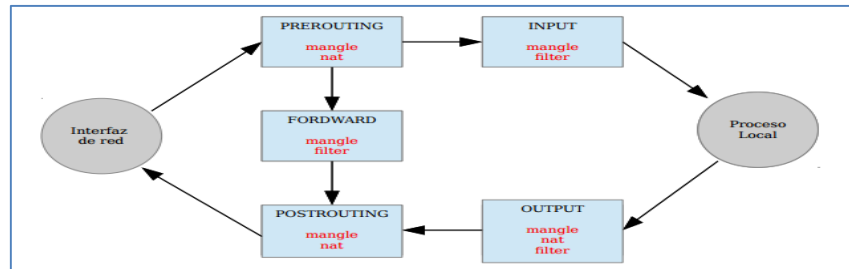 PREROUTING
mangle
nat
INPUT
mangle
filter
Interfaz
de red
FORDWARD
mangle
filter
Proceso
Local
POSTROUTING
mangle
nat
OUTPUT
mangle
nat
filter